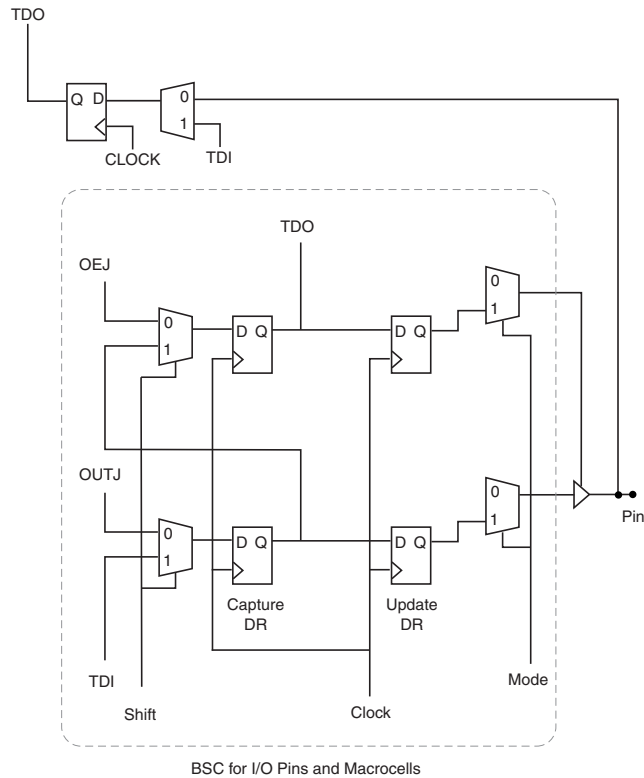 TDO
Q D
0
1
CLOCK
TDI
TDO
OEJ
0
1
D Q
D Q
0
1
OUTJ
0
1
D Q
D Q
0
1
Pin
Capture
DR
Update
DR
TDI
Shift
Clock
Mode
BSC for I/O Pins and Macrocells